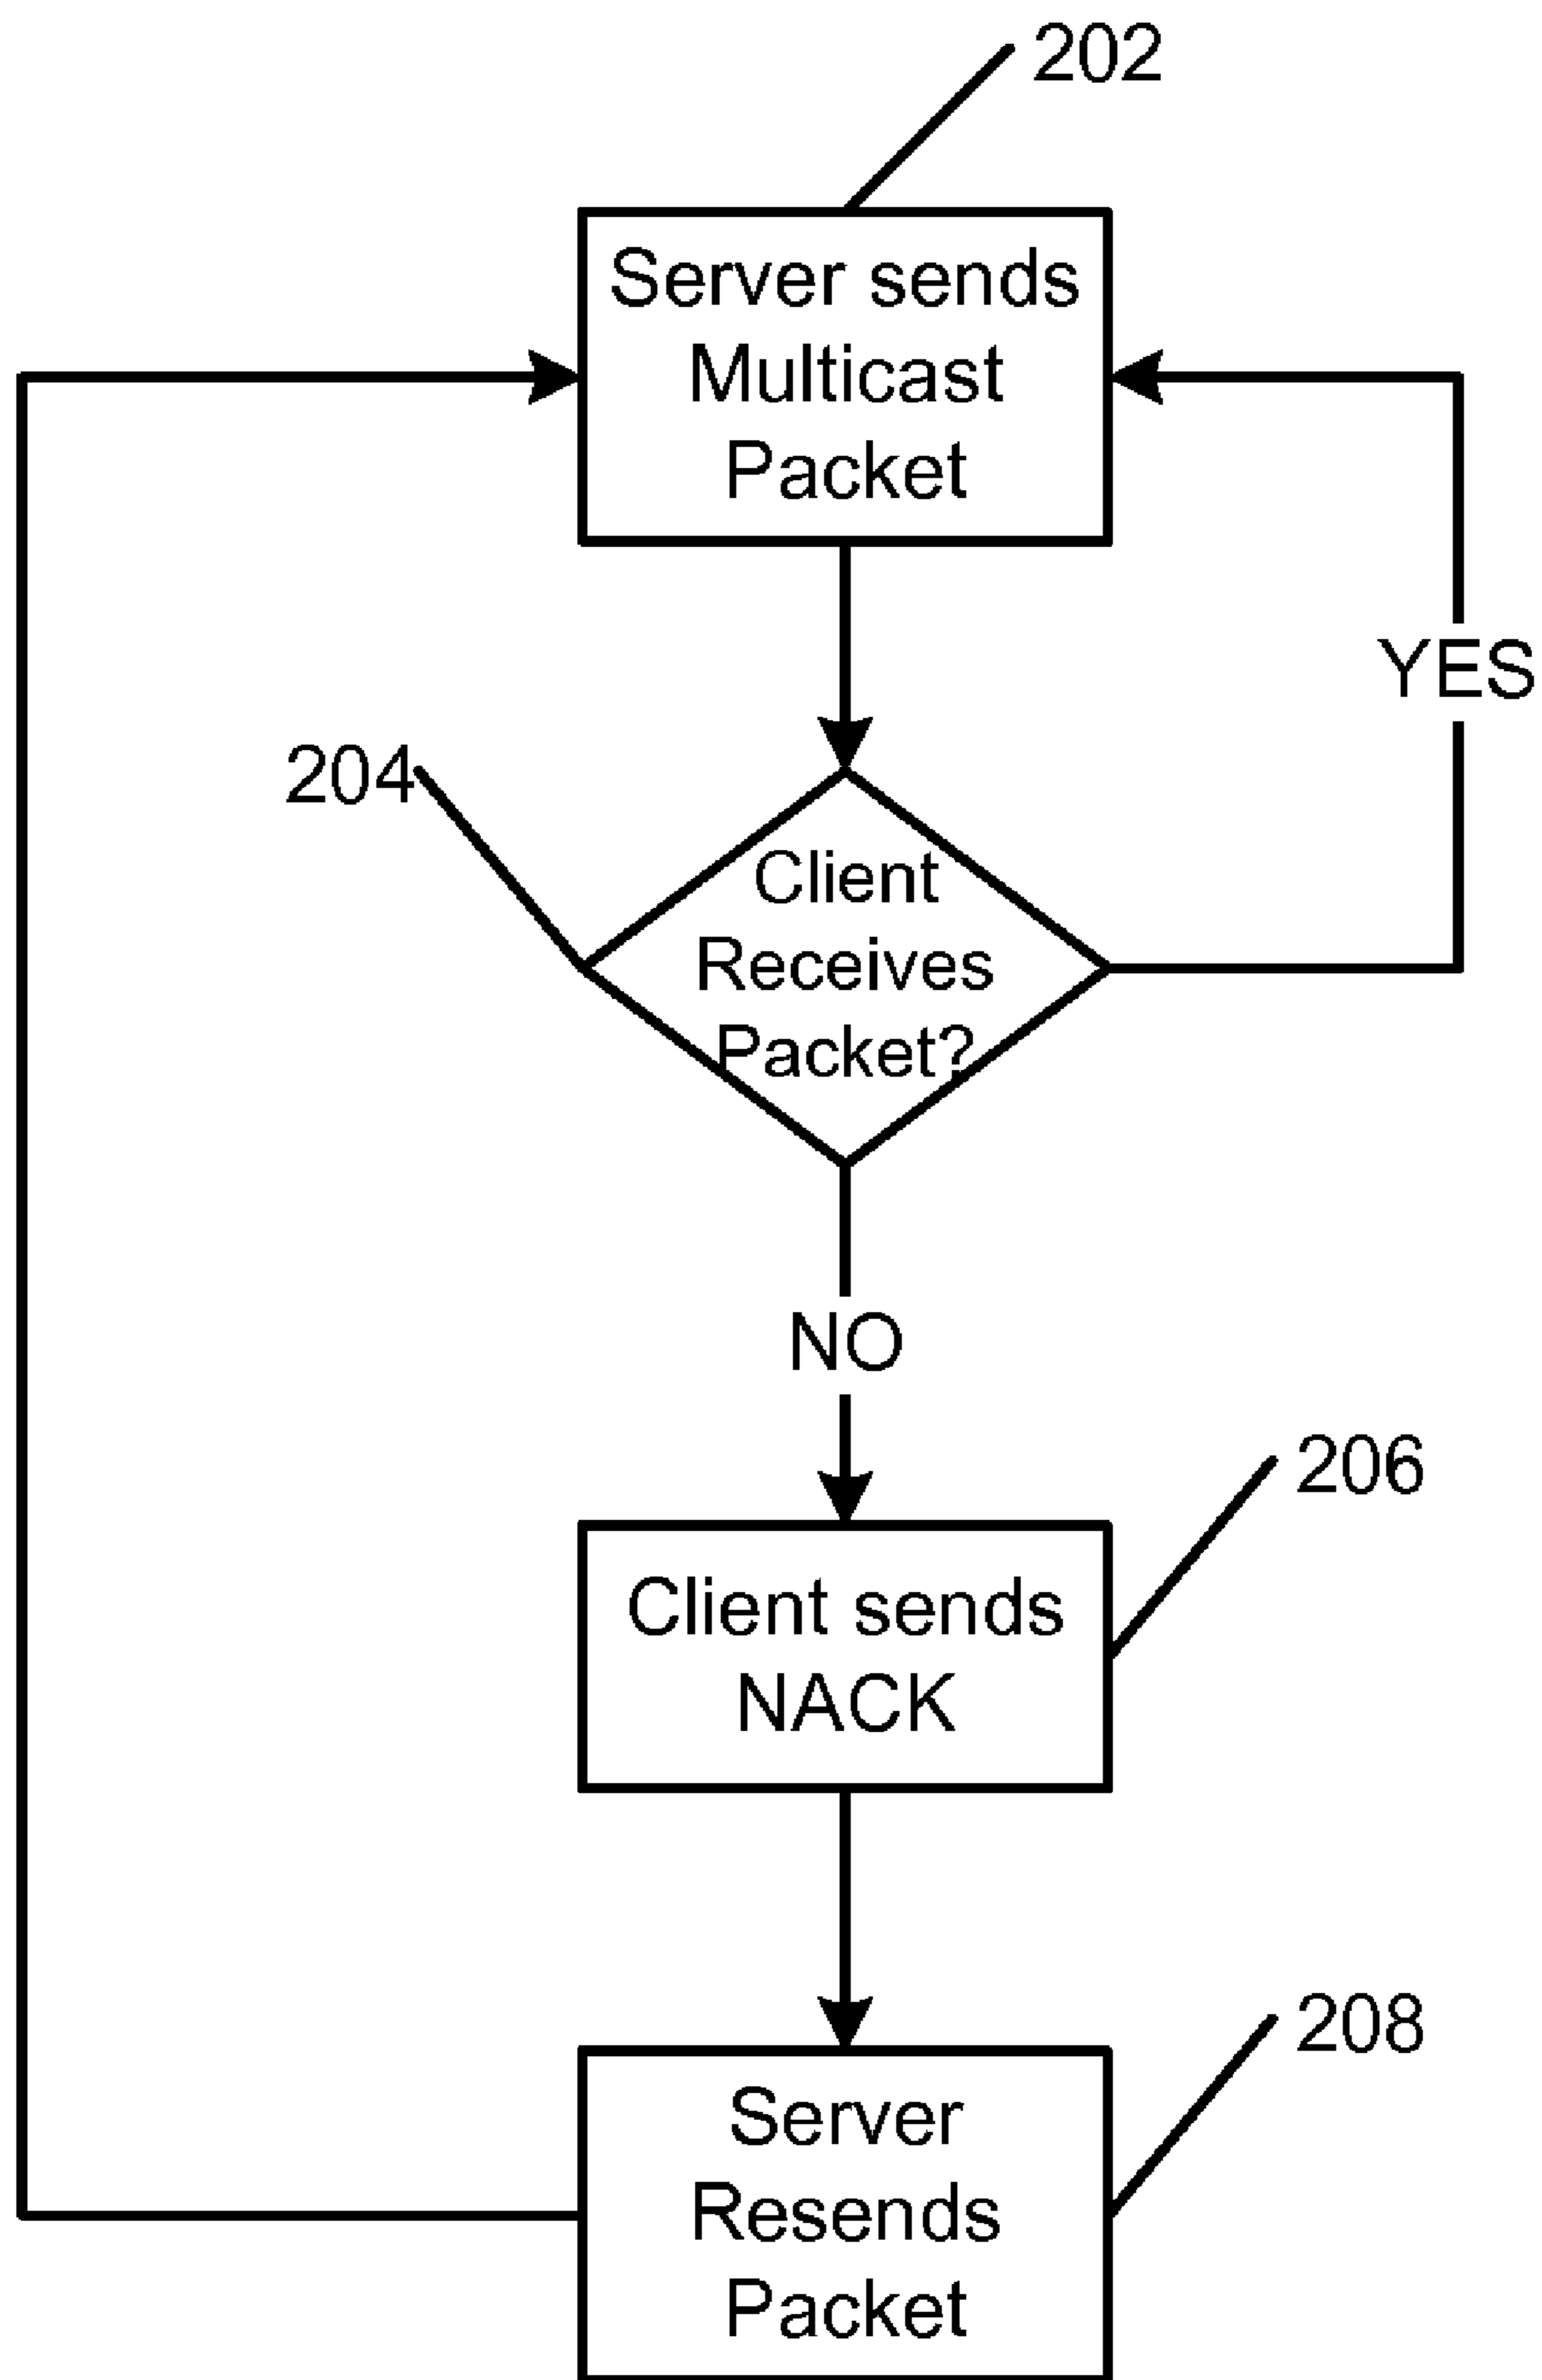 202
Server sends
Multicast
Packet
YES
204
Client
Receives
Packet?
NO
206
Client sends
NACK
208
Server
Resends
Packet